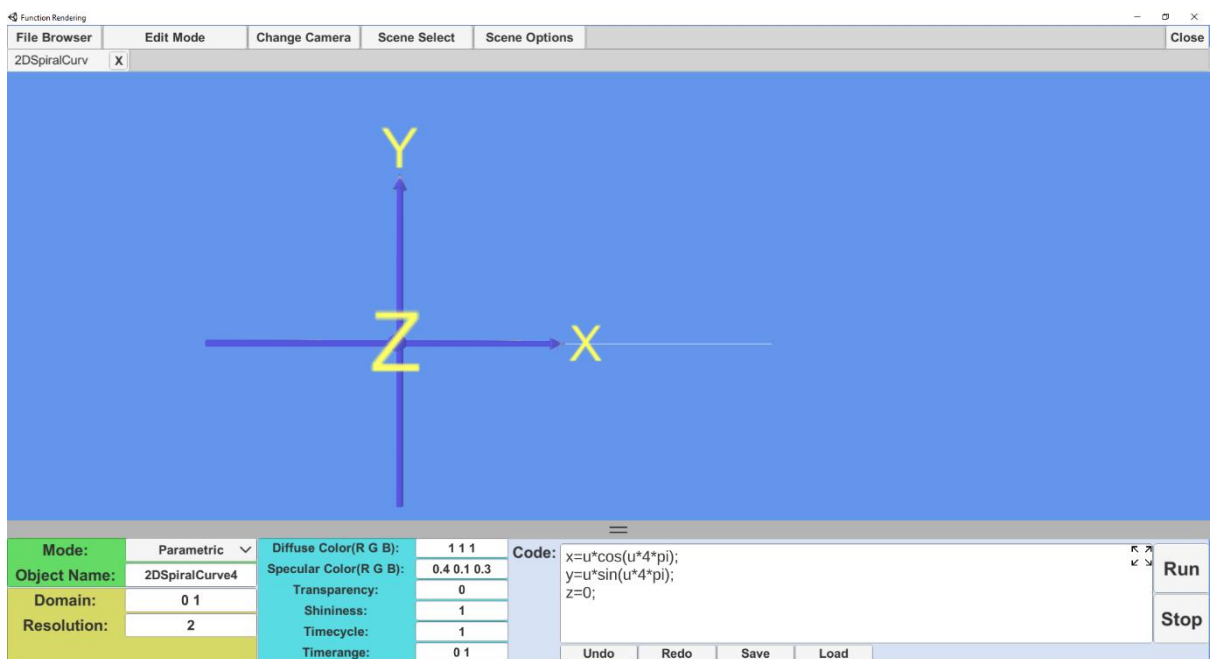 Function Rendering
File Browser Edit Mode Change Camera Scene Select Scene Options Close
2DSpiralCurv X
Y
Z
X
Mode: Parametric
Object Name: 2DSpiralCurve4
Domain: 0 1
Resolution: 2
Diffuse Color(R G B): 1 1 1
Specular Color(R G B): 0.4 0.1 0.3
Transparency: 0
Shininess: 1
Timecycle: 1
Timerange: 0 1
Code:
x=u*cos(u*4*pi);
y=u*sin(u*4*pi);
z=0;
Run
Stop
Undo Redo Save Load